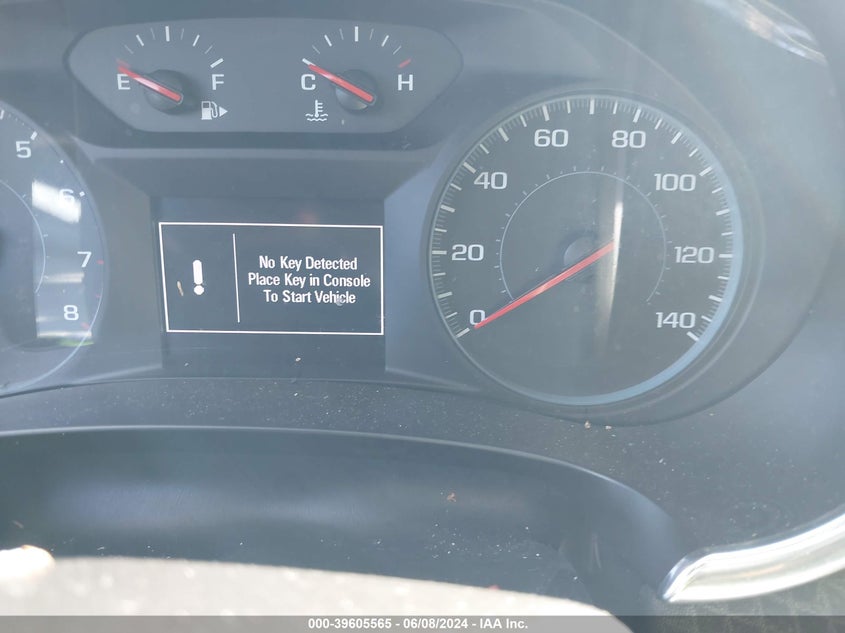 E F
C H
5
6
7
8
No Key Detected
Place Key in Console
To Start Vehicle
0
20
40
60
80
100
120
140
000-39605565 - 06/08/2024 - IAA Inc.